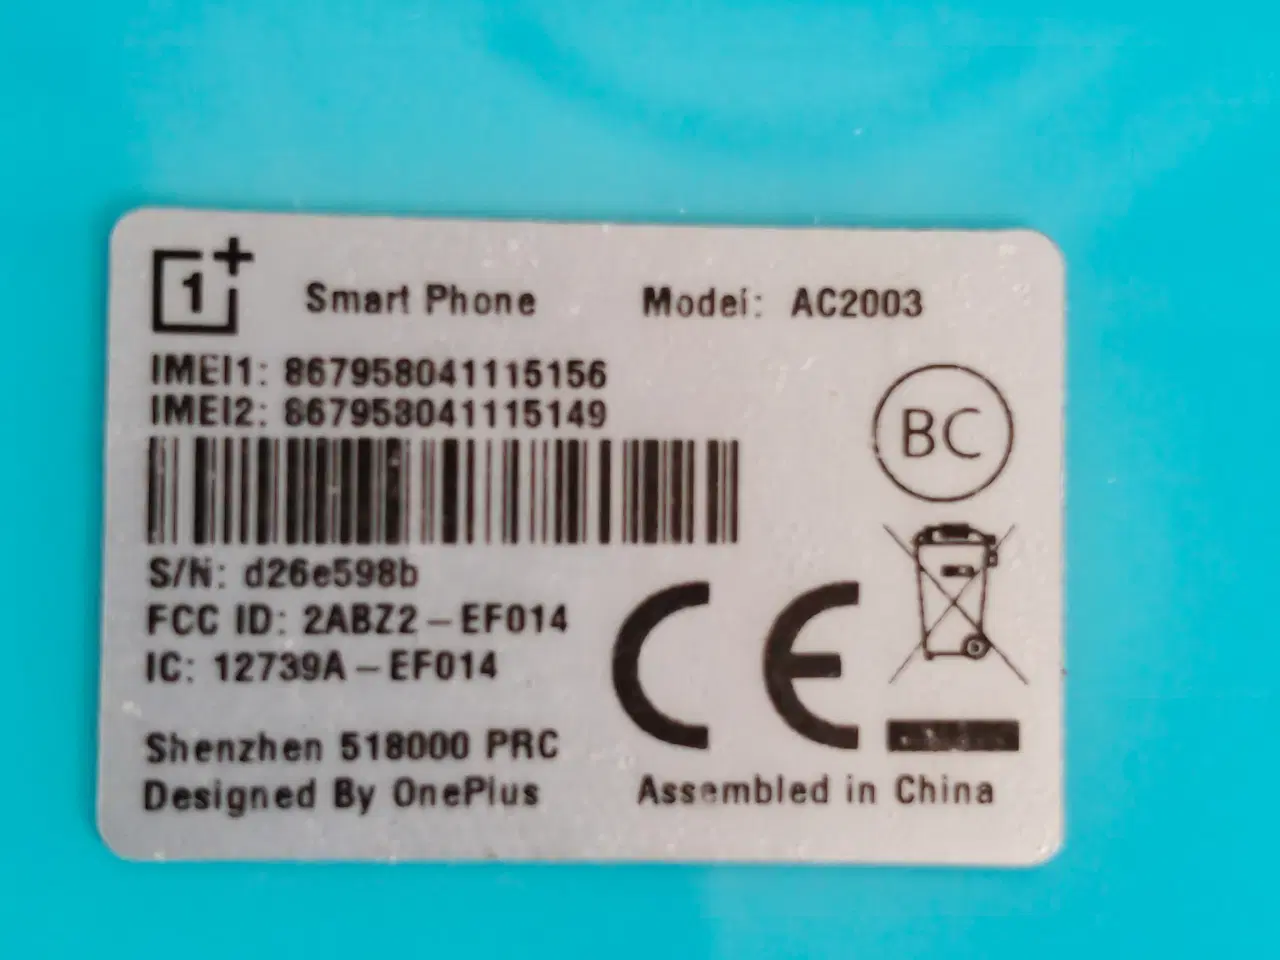 1+
Smart Phone Model: AC2003
IMEI1: 867958041115156
IMEI2: 867958041115149
BC
S/N: d26e598b
FCC ID: 2ABZ2-EF014
IC: 12739A-EF014
CE
Shenzhen 518000 PRC
Designed By OnePlus Assembled in China